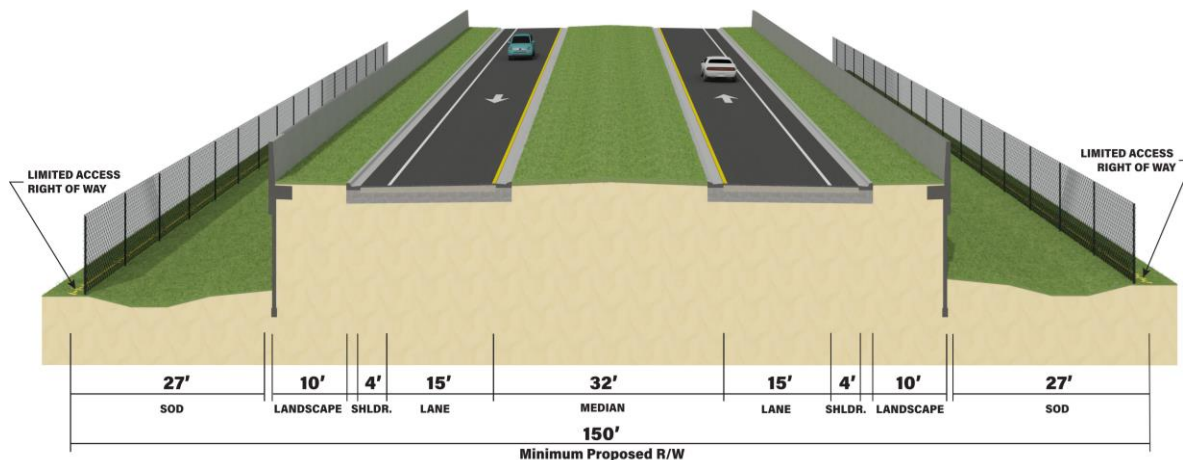 LIMITED ACCESS
RIGHT OF WAY
LIMITED ACCESS
RIGHT OF WAY
27' 10' 4' 15' 32' 15' 4' 10' 27'
SOD LANDSCAPE SHLDR. LANE MEDIAN LANE SHLDR. LANDSCAPE SOD
150'
Minimum Proposed R/W